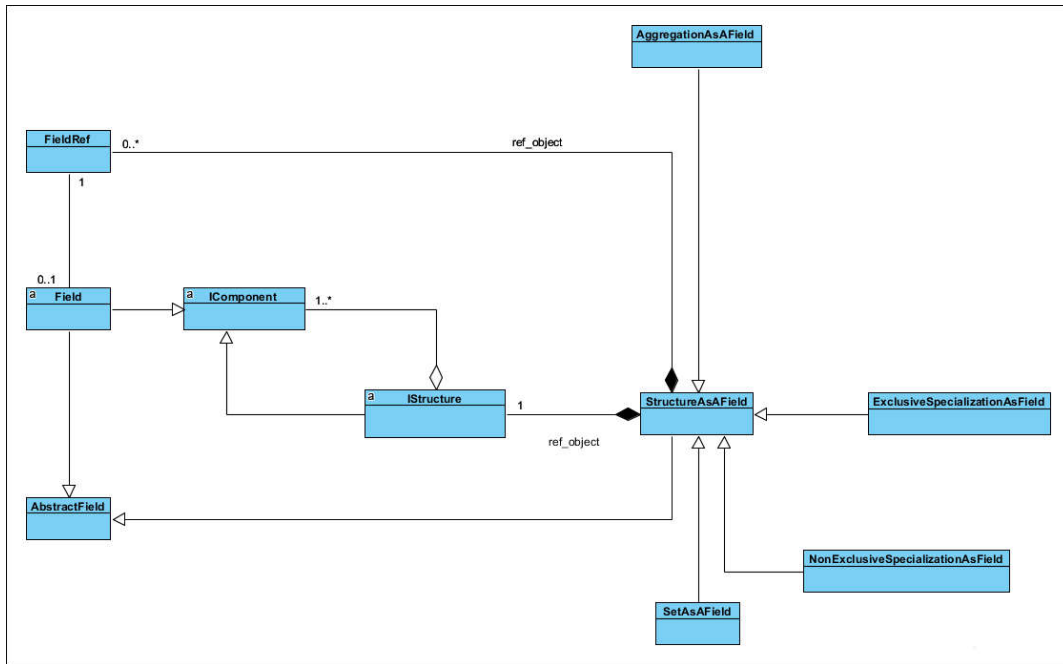 AggregationAsAField
FieldRef
0..*
ref_object
1
0..1
a
Field
a
IComponent
1..*
a
IStructure
1
ref_object
StructureAsAField
ExclusiveSpecializationAsField
AbstractField
NonExclusiveSpecializationAsField
SetAsAField